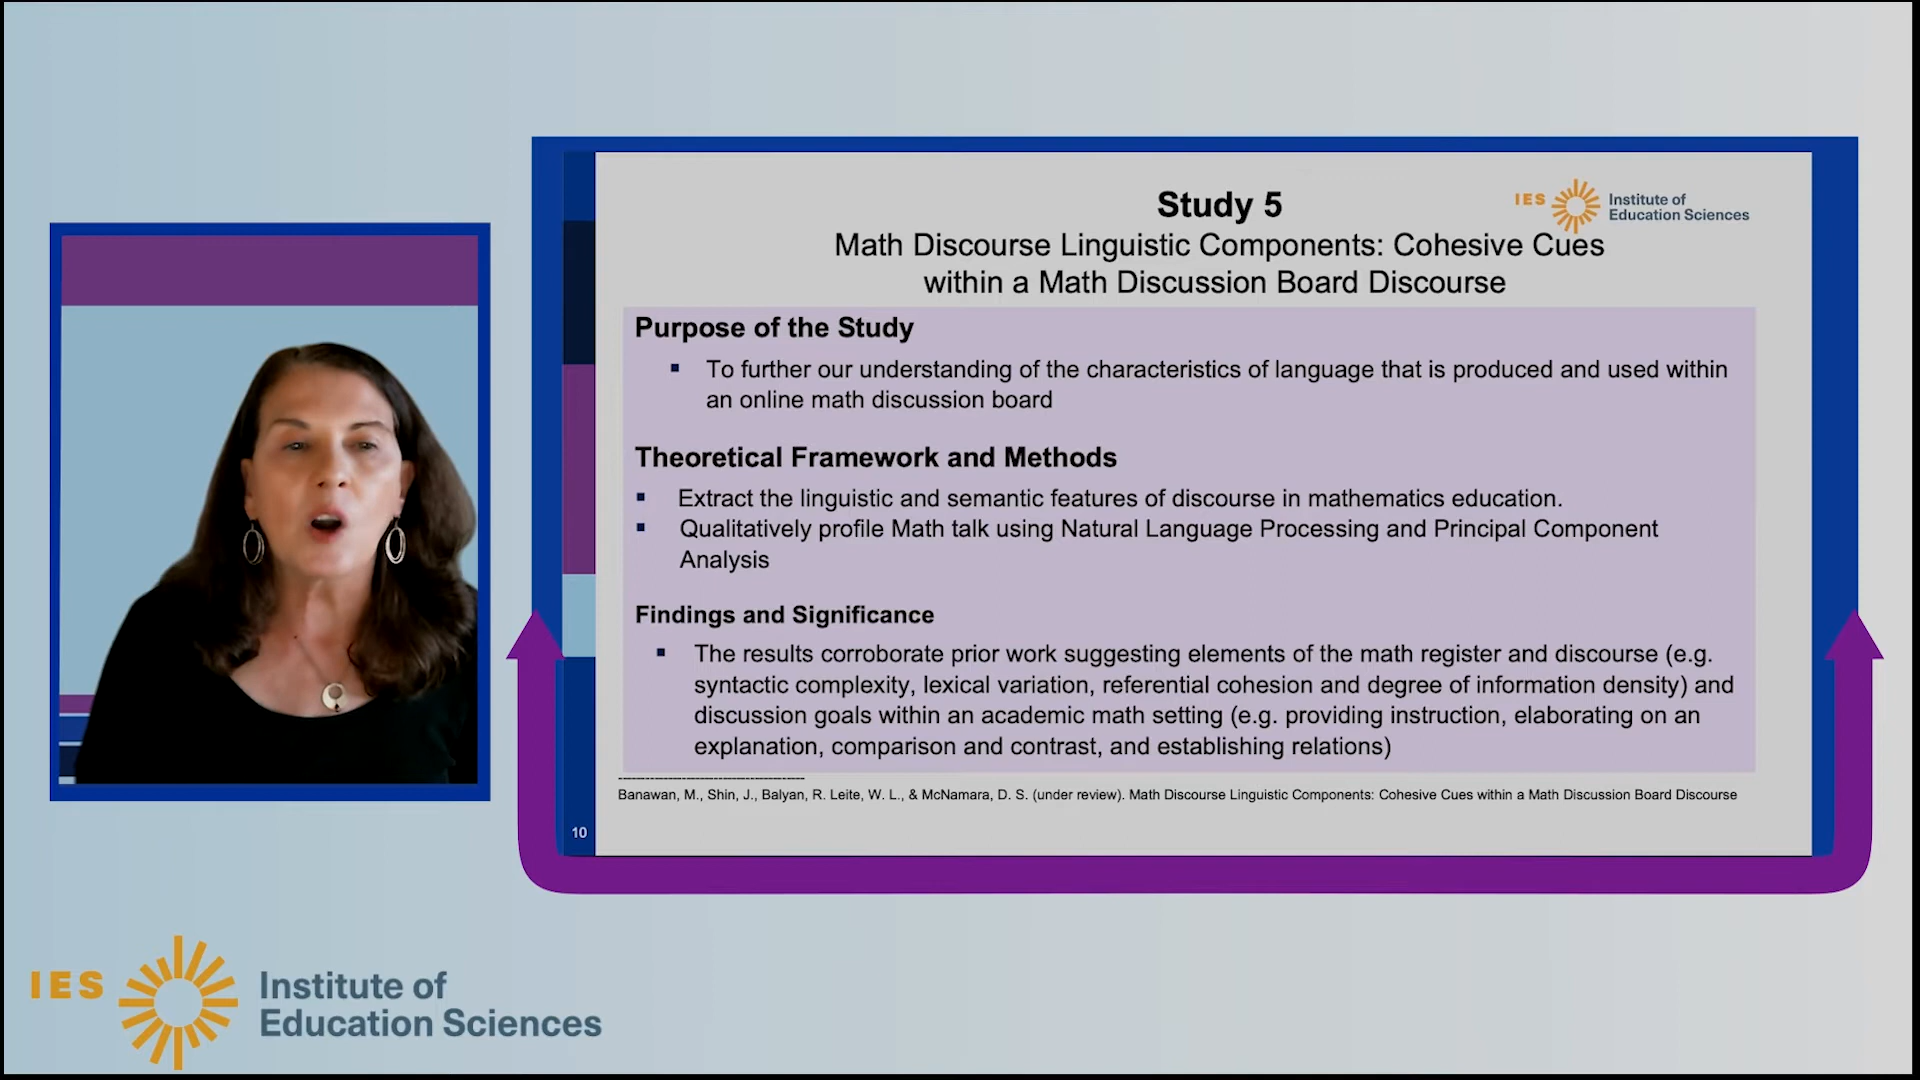 Study 5
IES Institute of
Education Sciences
Math Discourse Linguistic Components: Cohesive Cues
within a Math Discussion Board Discourse
Purpose of the Study
▪ To further our understanding of the characteristics of language that is produced and used within
an online math discussion board
Theoretical Framework and Methods
▪ Extract the linguistic and semantic features of discourse in mathematics education.
▪ Qualitatively profile Math talk using Natural Language Processing and Principal Component
Analysis
Findings and Significance
▪ The results corroborate prior work suggesting elements of the math register and discourse (e.g.
syntactic complexity, lexical variation, referential cohesion and degree of information density) and
discussion goals within an academic math setting (e.g. providing instruction, elaborating on an
explanation, comparison and contrast, and establishing relations)
Banawan, M., Shin, J., Balyan, R. Leite, W. L., & McNamara, D. S. (under review). Math Discourse Linguistic Components: Cohesive Cues within a Math Discussion Board Discourse
10
IES Institute of
Education Sciences